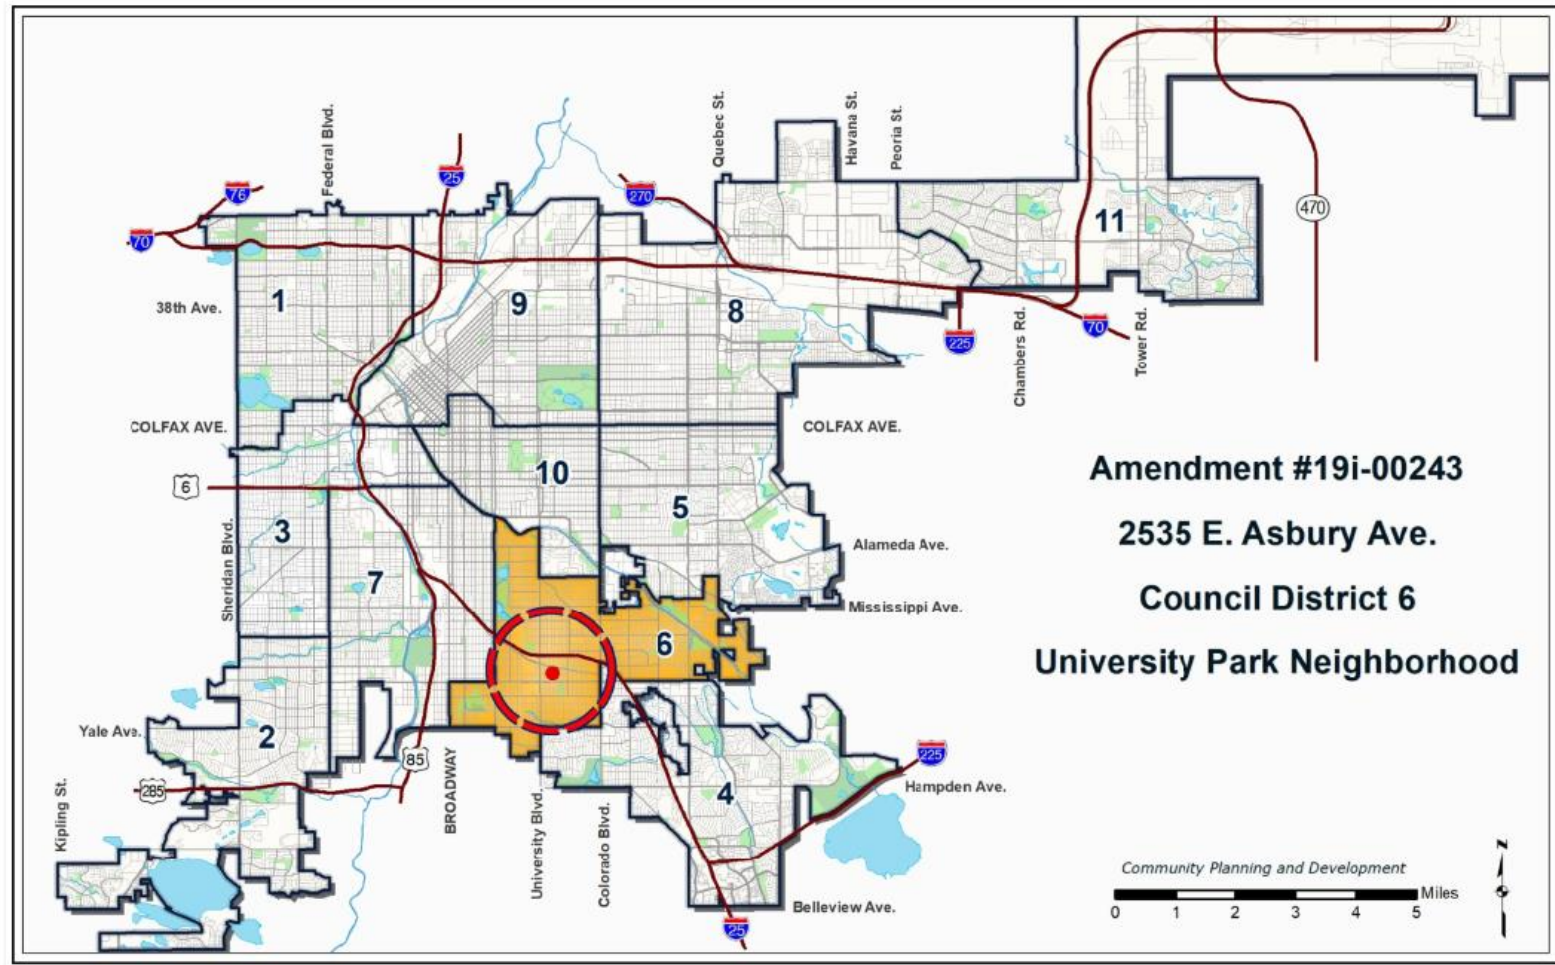 Federal Blvd.
Quebec St.
Havana St.
Peoria St.
76
25
270
70
470
11
1
9
8
38th Ave.
225
70
Chambers Rd.
Tower Rd.
COLFAX AVE.
COLFAX AVE.
10
6
5
3
Sheridan Blvd.
7
Alameda Ave.
Mississippi Ave.
6
Yale Ave.
2
85
285
Kipling St.
BROADWAY
University Blvd.
Colorado Blvd.
4
225
Hampden Ave.
Belleview Ave.
25
Amendment #19i-00243
2535 E. Asbury Ave.
Council District 6
University Park Neighborhood
Community Planning and Development
Miles
0 1 2 3 4 5
N